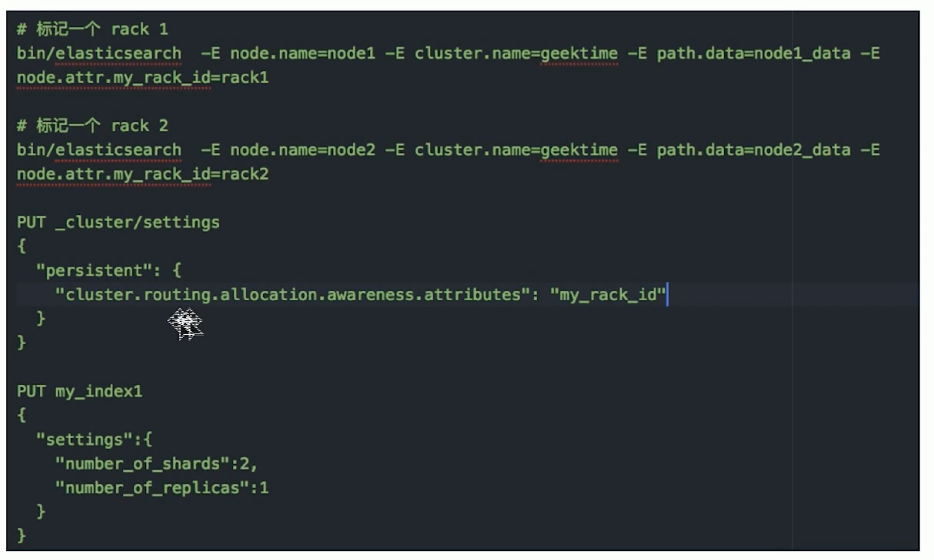 # 标记一个 rack 1
bin/elasticsearch  -E node.name=node1 -E cluster.name=geektime -E path.data=node1_data -E
node.attr.my_rack_id=rack1
# 标记一个 rack 2
bin/elasticsearch  -E node.name=node2 -E cluster.name=geektime -E path.data=node2_data -E
node.attr.my_rack_id=rack2
PUT _cluster/settings
{
  "persistent": {
    "cluster.routing.allocation.awareness.attributes": "my_rack_id"
  }
}
PUT my_index1
{
  "settings":{
    "number_of_shards":2,
    "number_of_replicas":1
  }
}